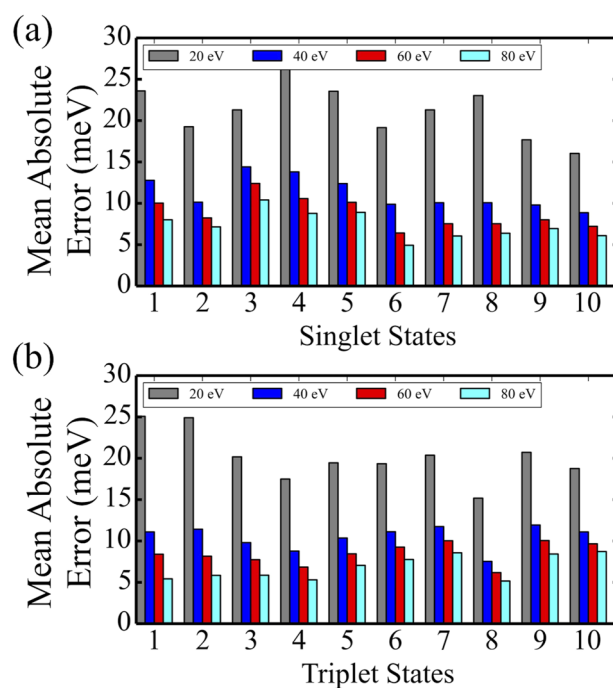 (a)
30
20 eV 40 eV 60 eV 80 eV
25
20
15
10
5
0
Mean Absolute
Error (meV)
1 2 3 4 5 6 7 8 9 10
Singlet States
(b)
30
20 eV 40 eV 60 eV 80 eV
25
20
15
10
5
0
Mean Absolute
Error (meV)
1 2 3 4 5 6 7 8 9 10
Triplet States